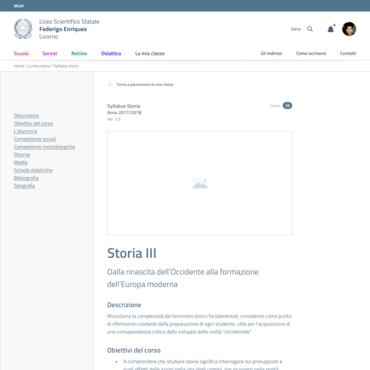 MIUR
Liceo Scientifico Statale
Federigo Enriques
Livorno
Cerca
Scuola
Servizi
Notizie
Didattica
La mia classe
Gli indirizzi
Come iscriversi
Contatti
Home / La mia classe / Syllabus storia
Torna a panoramica la mia classe
Syllabus Storia
Anno 2017/2018
Ver. 1.0
Descrizione
Obiettivi del corso
L'alunno/a
Competenze sociali
Competenze metodologiche
Risorse
Media
Schede didattiche
Bibliografia
Sitografia
Storia III
Dalla rinascita dell'Occidente alla formazione
dell'Europa moderna
Descrizione
Ricondurre la complessità dei fenomeni storici fondamentali, considerati come punto
di riferimento costante della preparazione di ogni studente, utile per l'acquisizione di
una consapevolezza critica dello sviluppo della civiltà "occidentale"
Obiettivi del corso
A comprendere che studiare storia significa interrogarsi sui presupposti e